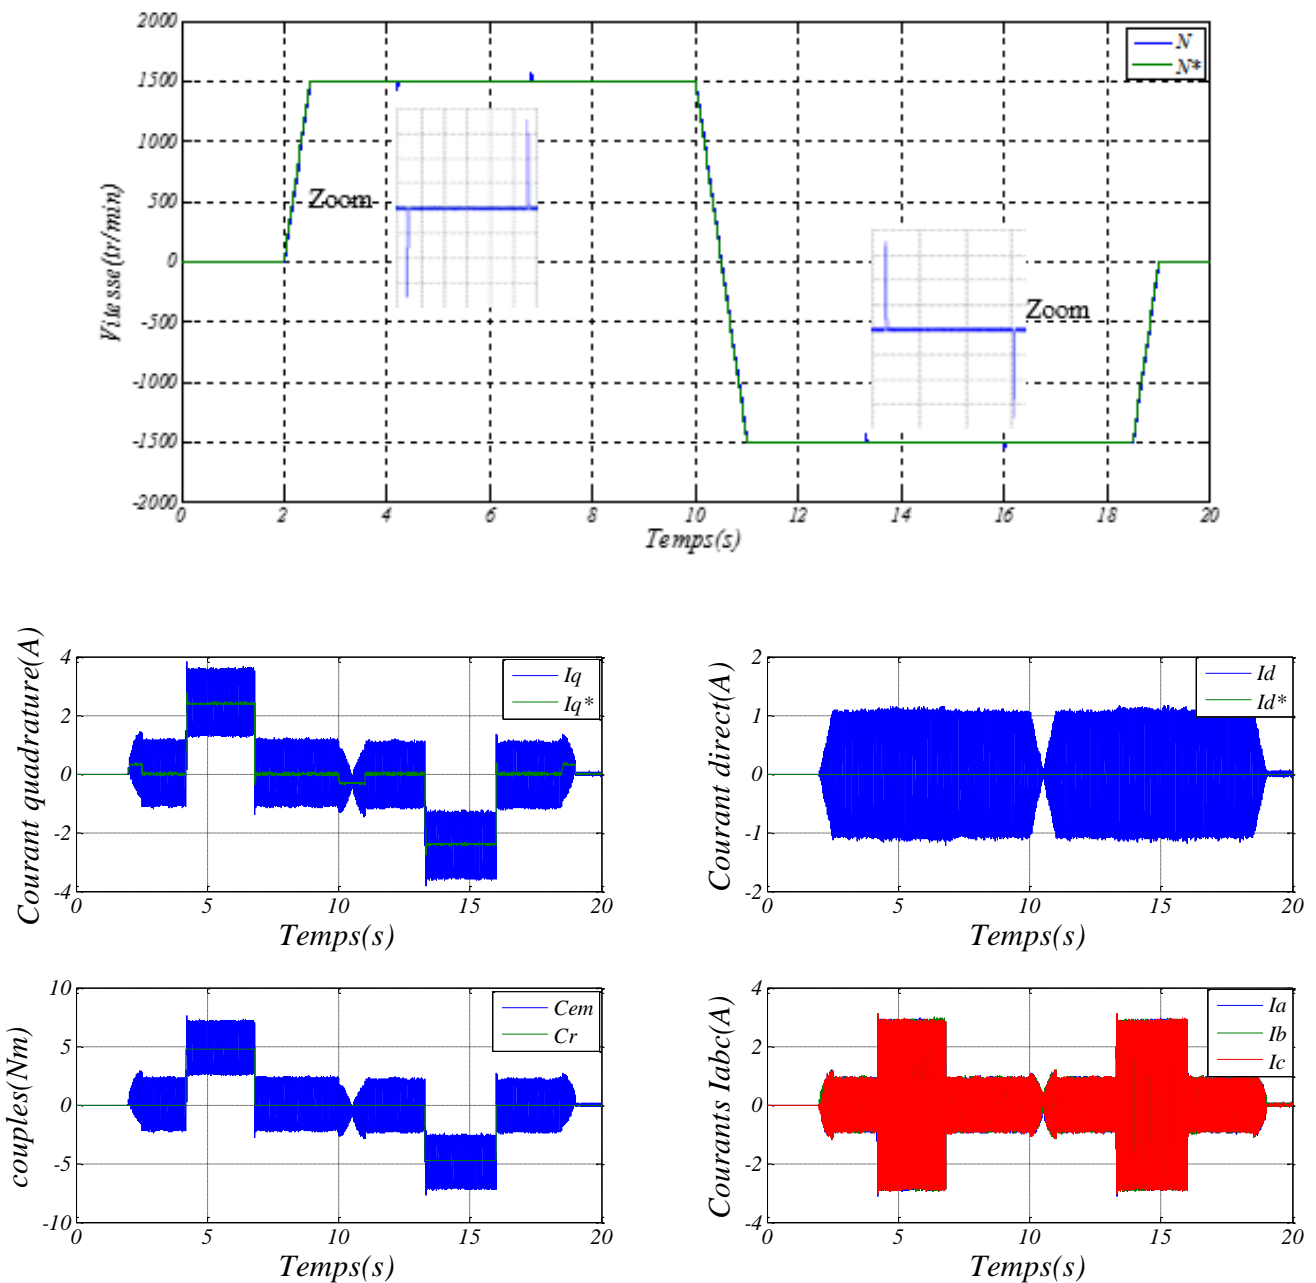 2000
1500
1000
500
0
-500
-1000
-1500
-2000
Vitesse(tr/min)
N
N*
Zoom
Zoom
0 2 4 6 8 10 12 14 16 18 20
Temps(s)
Courant quadrature(A)
4
2
0
-2
-4
Iq
Iq*
0 5 10 15 20
Temps(s)
Courant direct(A)
2
1
0
-1
-2
Id
Id*
0 5 10 15 20
Temps(s)
couples(Nm)
10
5
0
-5
-10
Cem
Cr
0 5 10 15 20
Temps(s)
Courants Iabc(A)
4
2
0
-2
-4
Ia
Ib
Ic
0 5 10 15 20
Temps(s)